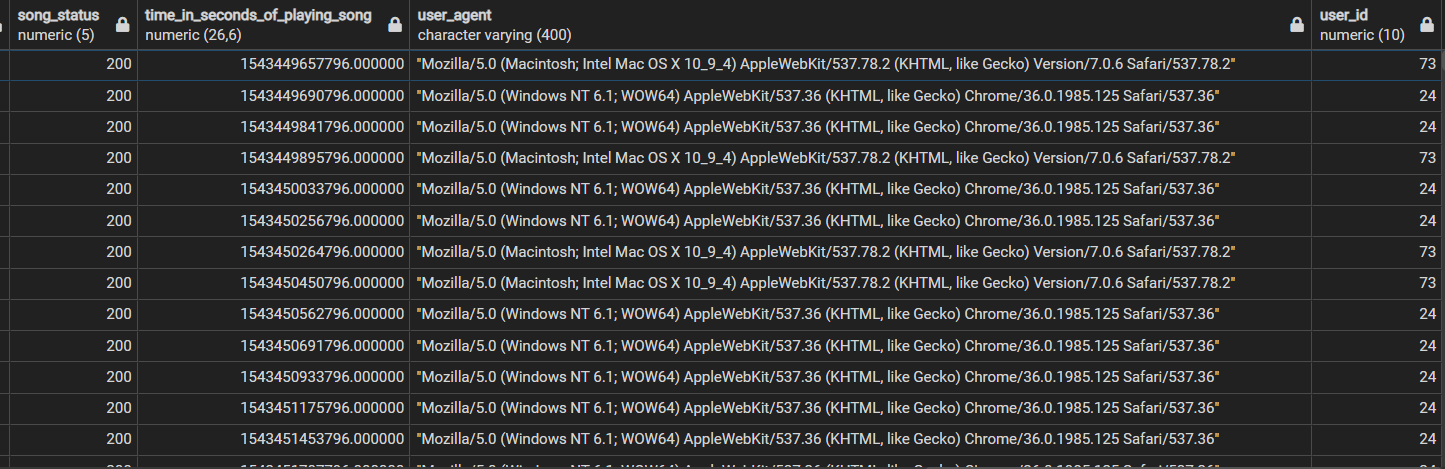 song_status time_in_seconds_of_playing_song user_agent user_id
numeric (5) numeric (26,6) character varying (400) numeric (10)
200 1543449657796.000000 "Mozilla/5.0 (Macintosh; Intel Mac OS X 10_9_4) AppleWebKit/537.78.2 (KHTML, like Gecko) Version/7.0.6 Safari/537.78.2" 73
200 1543449690796.000000 "Mozilla/5.0 (Windows NT 6.1; WOW64) AppleWebKit/537.36 (KHTML, like Gecko) Chrome/36.0.1985.125 Safari/537.36" 24
200 1543449841796.000000 "Mozilla/5.0 (Windows NT 6.1; WOW64) AppleWebKit/537.36 (KHTML, like Gecko) Chrome/36.0.1985.125 Safari/537.36" 24
200 1543449895796.000000 "Mozilla/5.0 (Macintosh; Intel Mac OS X 10_9_4) AppleWebKit/537.78.2 (KHTML, like Gecko) Version/7.0.6 Safari/537.78.2" 73
200 1543450033796.000000 "Mozilla/5.0 (Windows NT 6.1; WOW64) AppleWebKit/537.36 (KHTML, like Gecko) Chrome/36.0.1985.125 Safari/537.36" 24
200 1543450256796.000000 "Mozilla/5.0 (Windows NT 6.1; WOW64) AppleWebKit/537.36 (KHTML, like Gecko) Chrome/36.0.1985.125 Safari/537.36" 24
200 1543450264796.000000 "Mozilla/5.0 (Macintosh; Intel Mac OS X 10_9_4) AppleWebKit/537.78.2 (KHTML, like Gecko) Version/7.0.6 Safari/537.78.2" 73
200 1543450450796.000000 "Mozilla/5.0 (Macintosh; Intel Mac OS X 10_9_4) AppleWebKit/537.78.2 (KHTML, like Gecko) Version/7.0.6 Safari/537.78.2" 73
200 1543450562796.000000 "Mozilla/5.0 (Windows NT 6.1; WOW64) AppleWebKit/537.36 (KHTML, like Gecko) Chrome/36.0.1985.125 Safari/537.36" 24
200 1543450691796.000000 "Mozilla/5.0 (Windows NT 6.1; WOW64) AppleWebKit/537.36 (KHTML, like Gecko) Chrome/36.0.1985.125 Safari/537.36" 24
200 1543450933796.000000 "Mozilla/5.0 (Windows NT 6.1; WOW64) AppleWebKit/537.36 (KHTML, like Gecko) Chrome/36.0.1985.125 Safari/537.36" 24
200 1543451175796.000000 "Mozilla/5.0 (Windows NT 6.1; WOW64) AppleWebKit/537.36 (KHTML, like Gecko) Chrome/36.0.1985.125 Safari/537.36" 24
200 1543451453796.000000 "Mozilla/5.0 (Windows NT 6.1; WOW64) AppleWebKit/537.36 (KHTML, like Gecko) Chrome/36.0.1985.125 Safari/537.36" 24